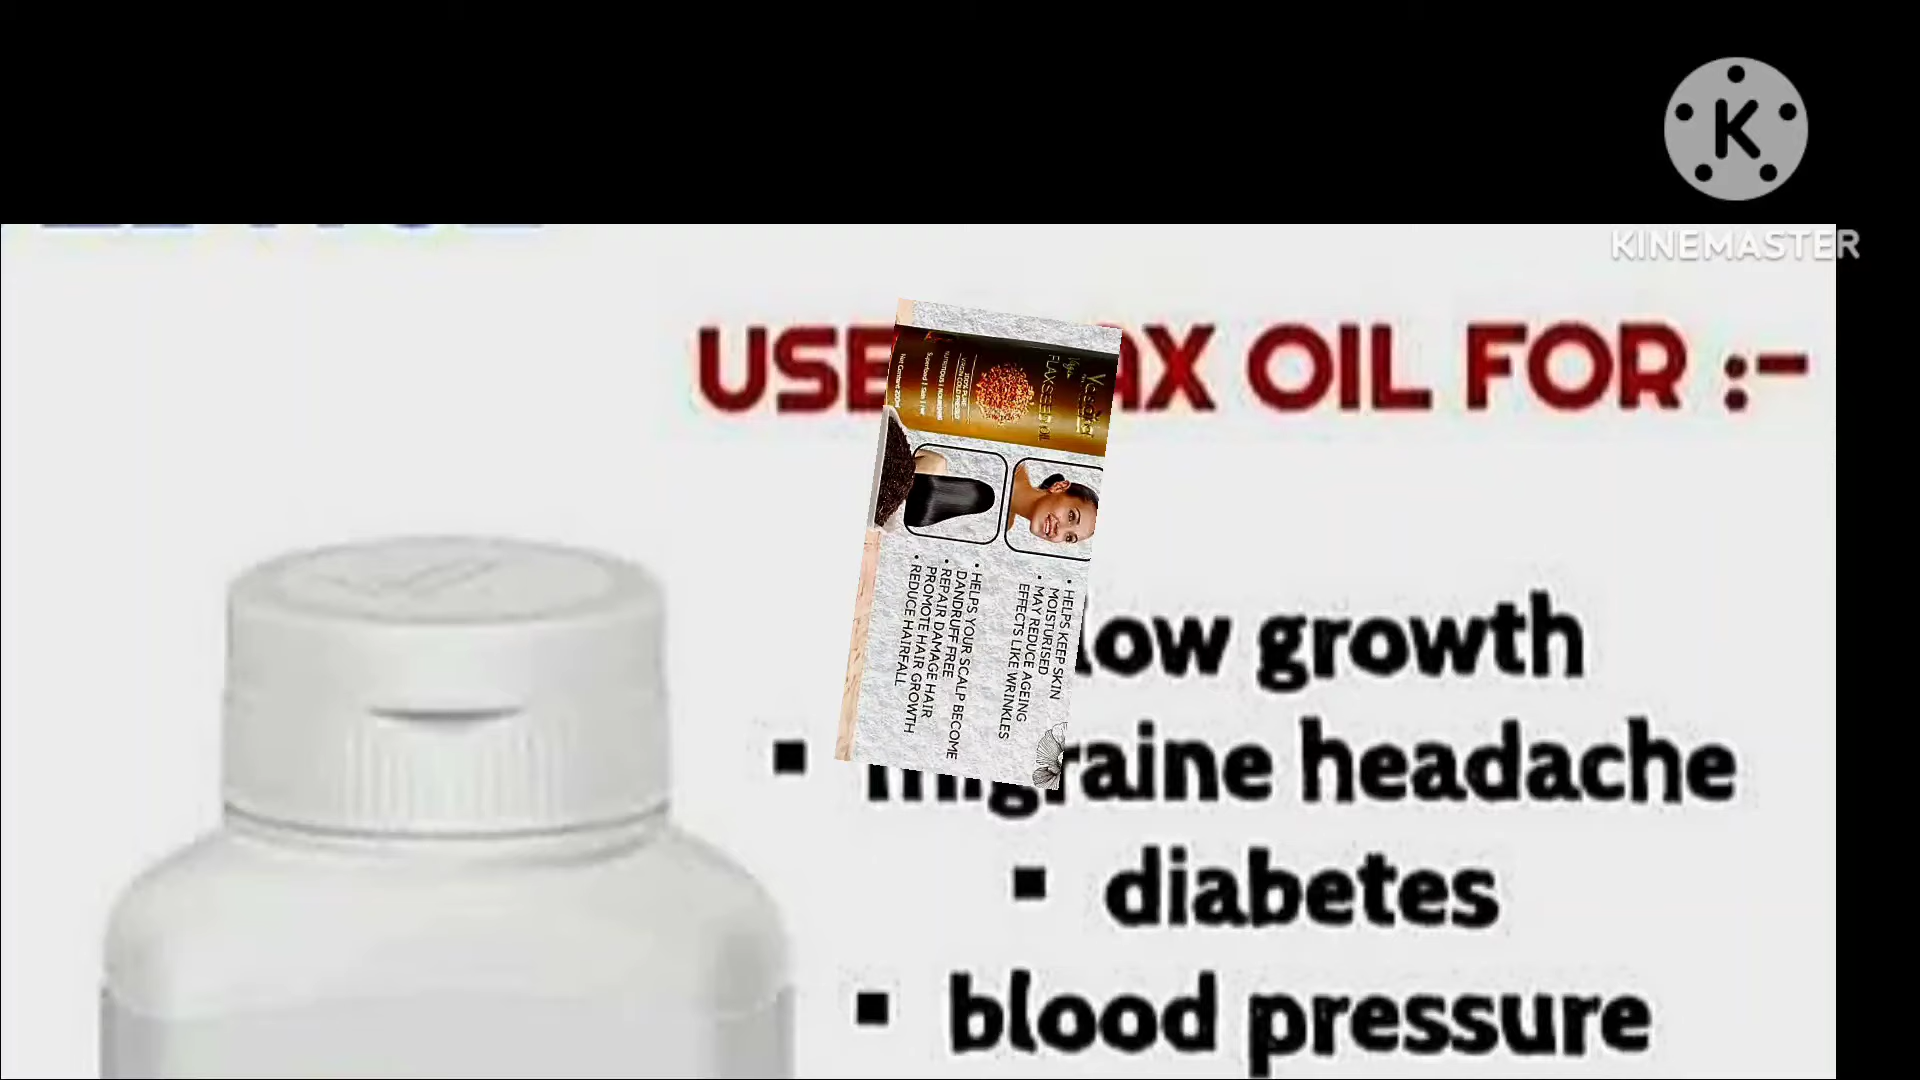 K
KINEMASTER
USE AX OIL FOR :-
FLAXSEED OIL
• HELPS KEEP SKIN
MOISTURISED
• MAY REDUCE AGEING
EFFECTS LIKE WRINKLES
• HELPS YOUR SCALP BECOME
DANDRUFF FREE
• REPAIR DAMAGE HAIR
PROMOTE HAIR GROWTH
• REDUCE HAIRFALL
low growth
▪ migraine headache
▪ diabetes
▪ blood pressure